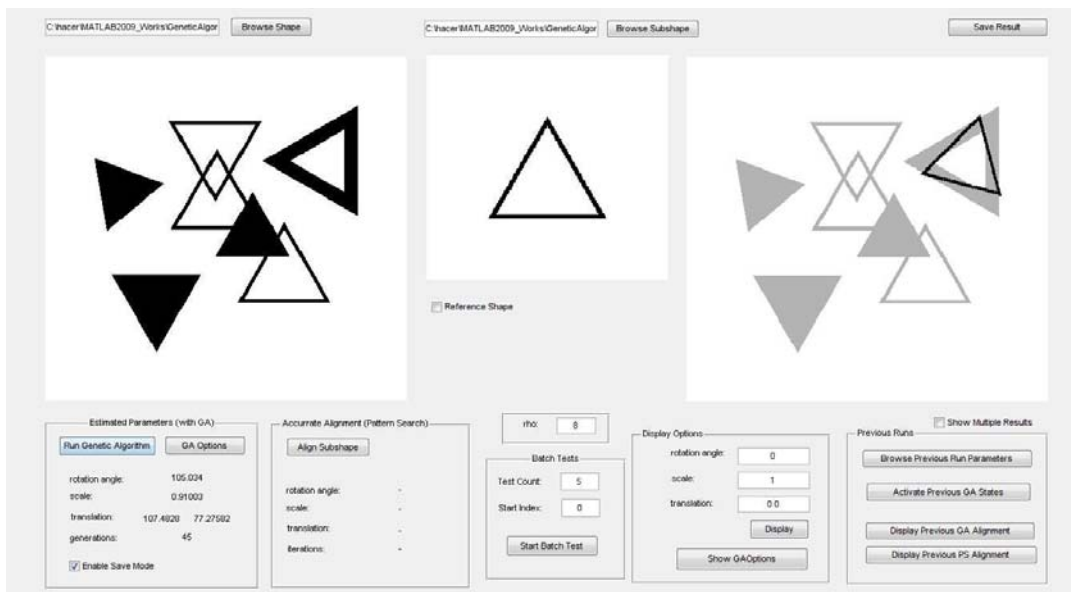 C:\hacer\MATLAB2009_Works\GeneticAlgor
Browse Shape
C:\hacer\MATLAB2009_Works\GeneticAlgor
Browse Subshape
Save Result
Reference Shape
Estimated Parameters (with GA)
Run Genetic Algorithm
GA Options
rotation angle: 105.034
scale: 0.91003
translation: 107.4828 77.27582
generations: 45
Enable Save Mode
Accurrate Alignment (Pattern Search)
Align Subshape
rotation angle: -
scale: -
translation: -
iterations: -
rho: 8
Batch Tests
Test Count: 5
Start Index: 0
Start Batch Test
Display Options
rotation angle: 0
scale: 1
translation: 0 0
Display
Show GAOptions
Show Multiple Results
Previous Runs
Browse Previous Run Parameters
Activate Previous GA States
Display Previous GA Alignment
Display Previous PS Alignment